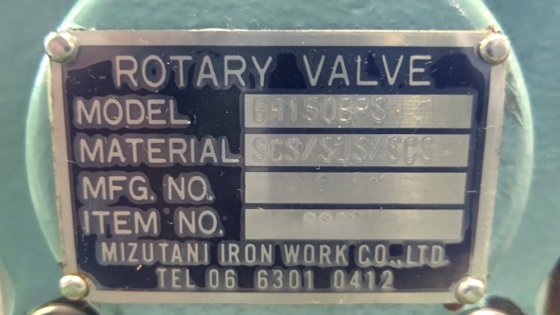 ROTARY VALVE
MODEL
MATERIAL SCS/SUS/SCS
MFG. NO.
ITEM NO.
MIZUTANI IRON WORK CO.,LTD.
TEL 06 6301 0412